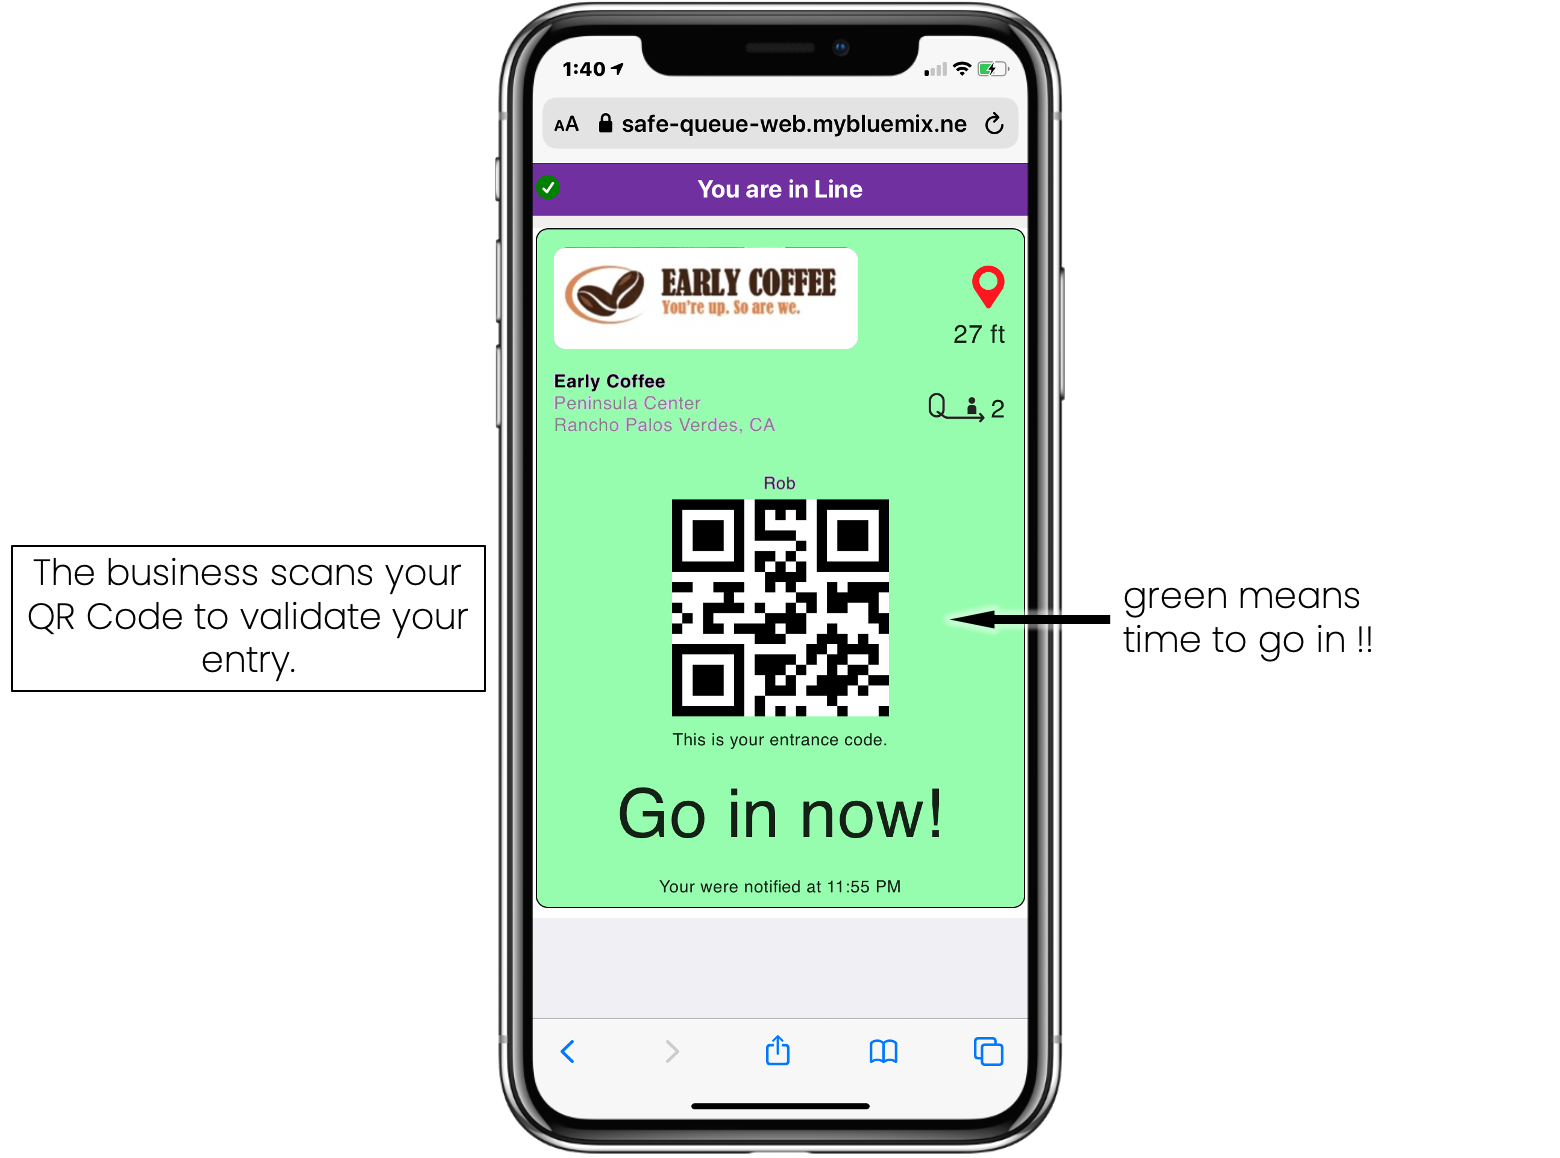 1:40
AA safe-queue-web.mybluemix.ne
You are in Line
EARLY COFFEE
You're up. So are we.
27 ft
Early Coffee
Peninsula Center
Rancho Palos Verdes, CA
Q 2
Rob
This is your entrance code.
Go in now!
Your were notified at 11:55 PM
The business scans your
QR Code to validate your
entry.
green means
time to go in !!